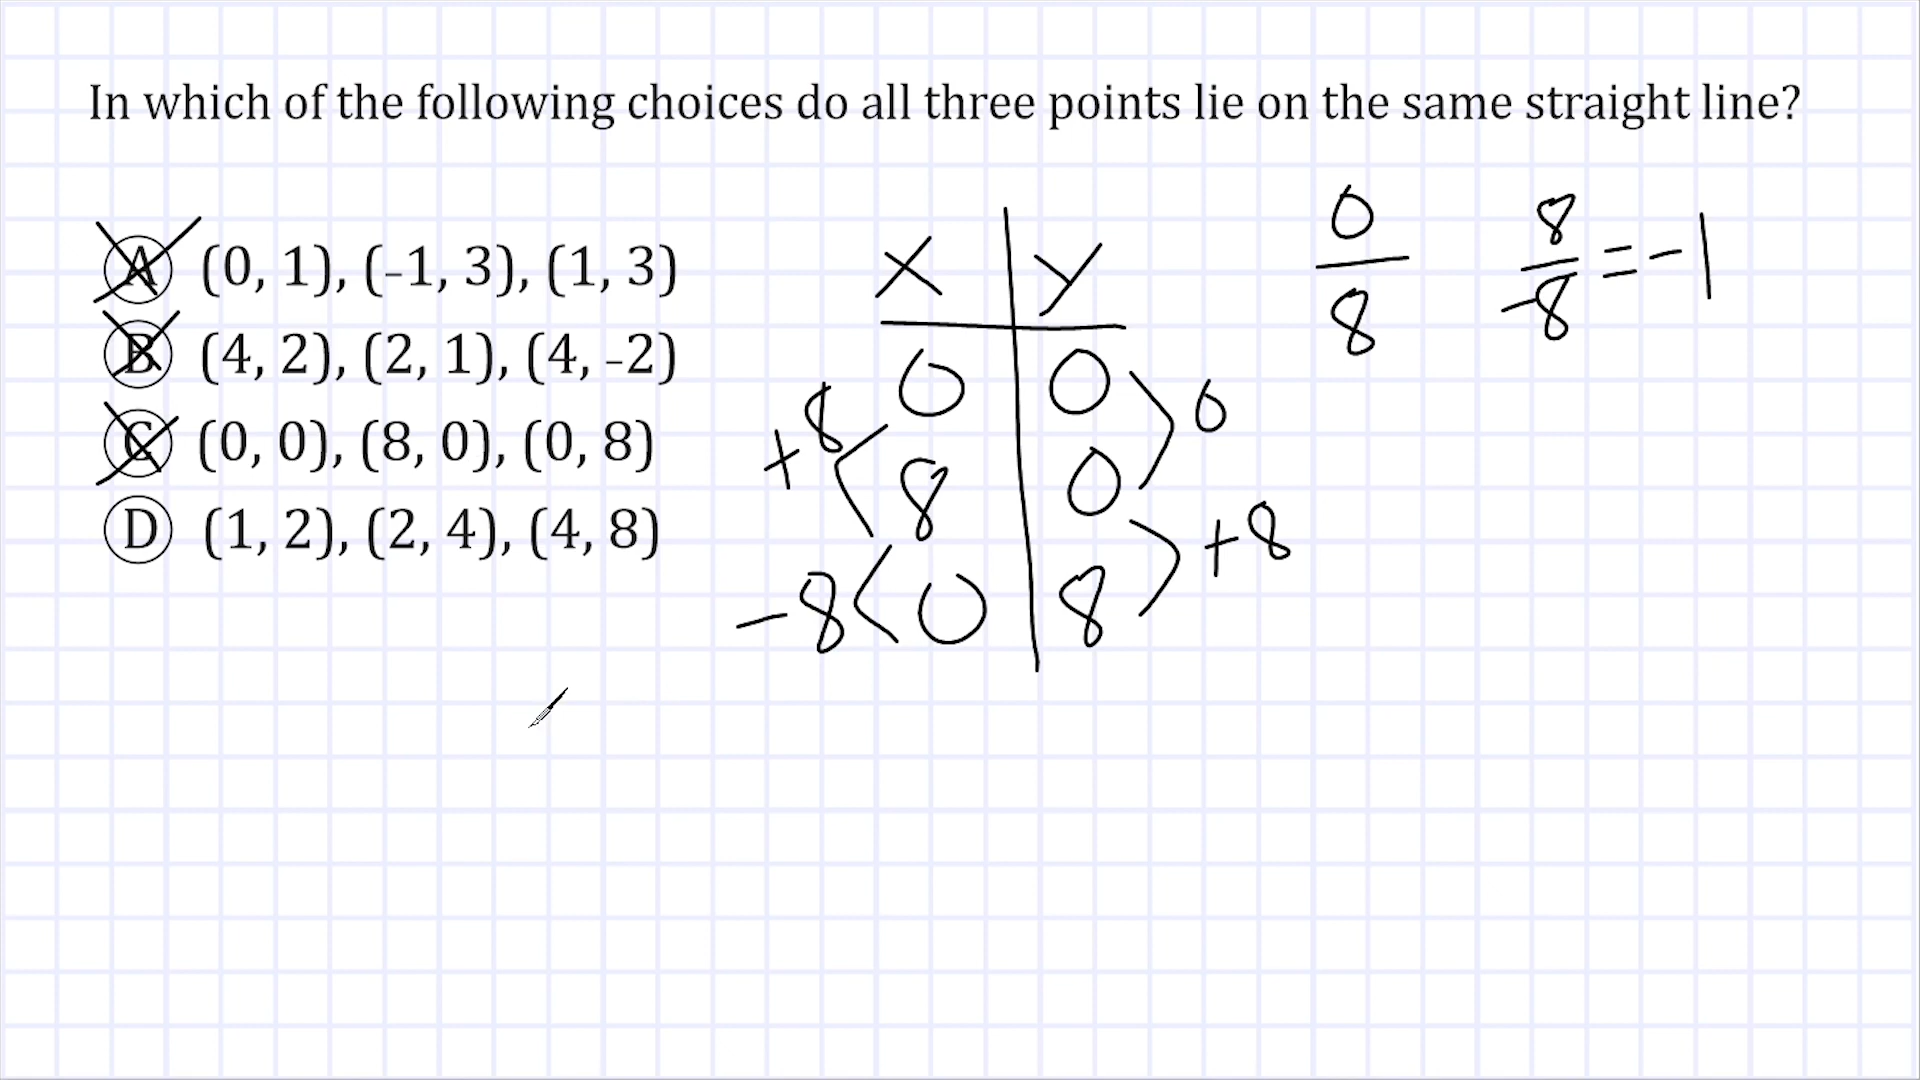 In which of the following choices do all three points lie on the same straight line?
A (0, 1), (-1, 3), (1, 3)
B (4, 2), (2, 1), (4, -2)
C (0, 0), (8, 0), (0, 8)
D (1, 2), (2, 4), (4, 8)
X Y
0 0
+8 0
8 0
-8 +8
0 8
0/8
8/-8 = -1